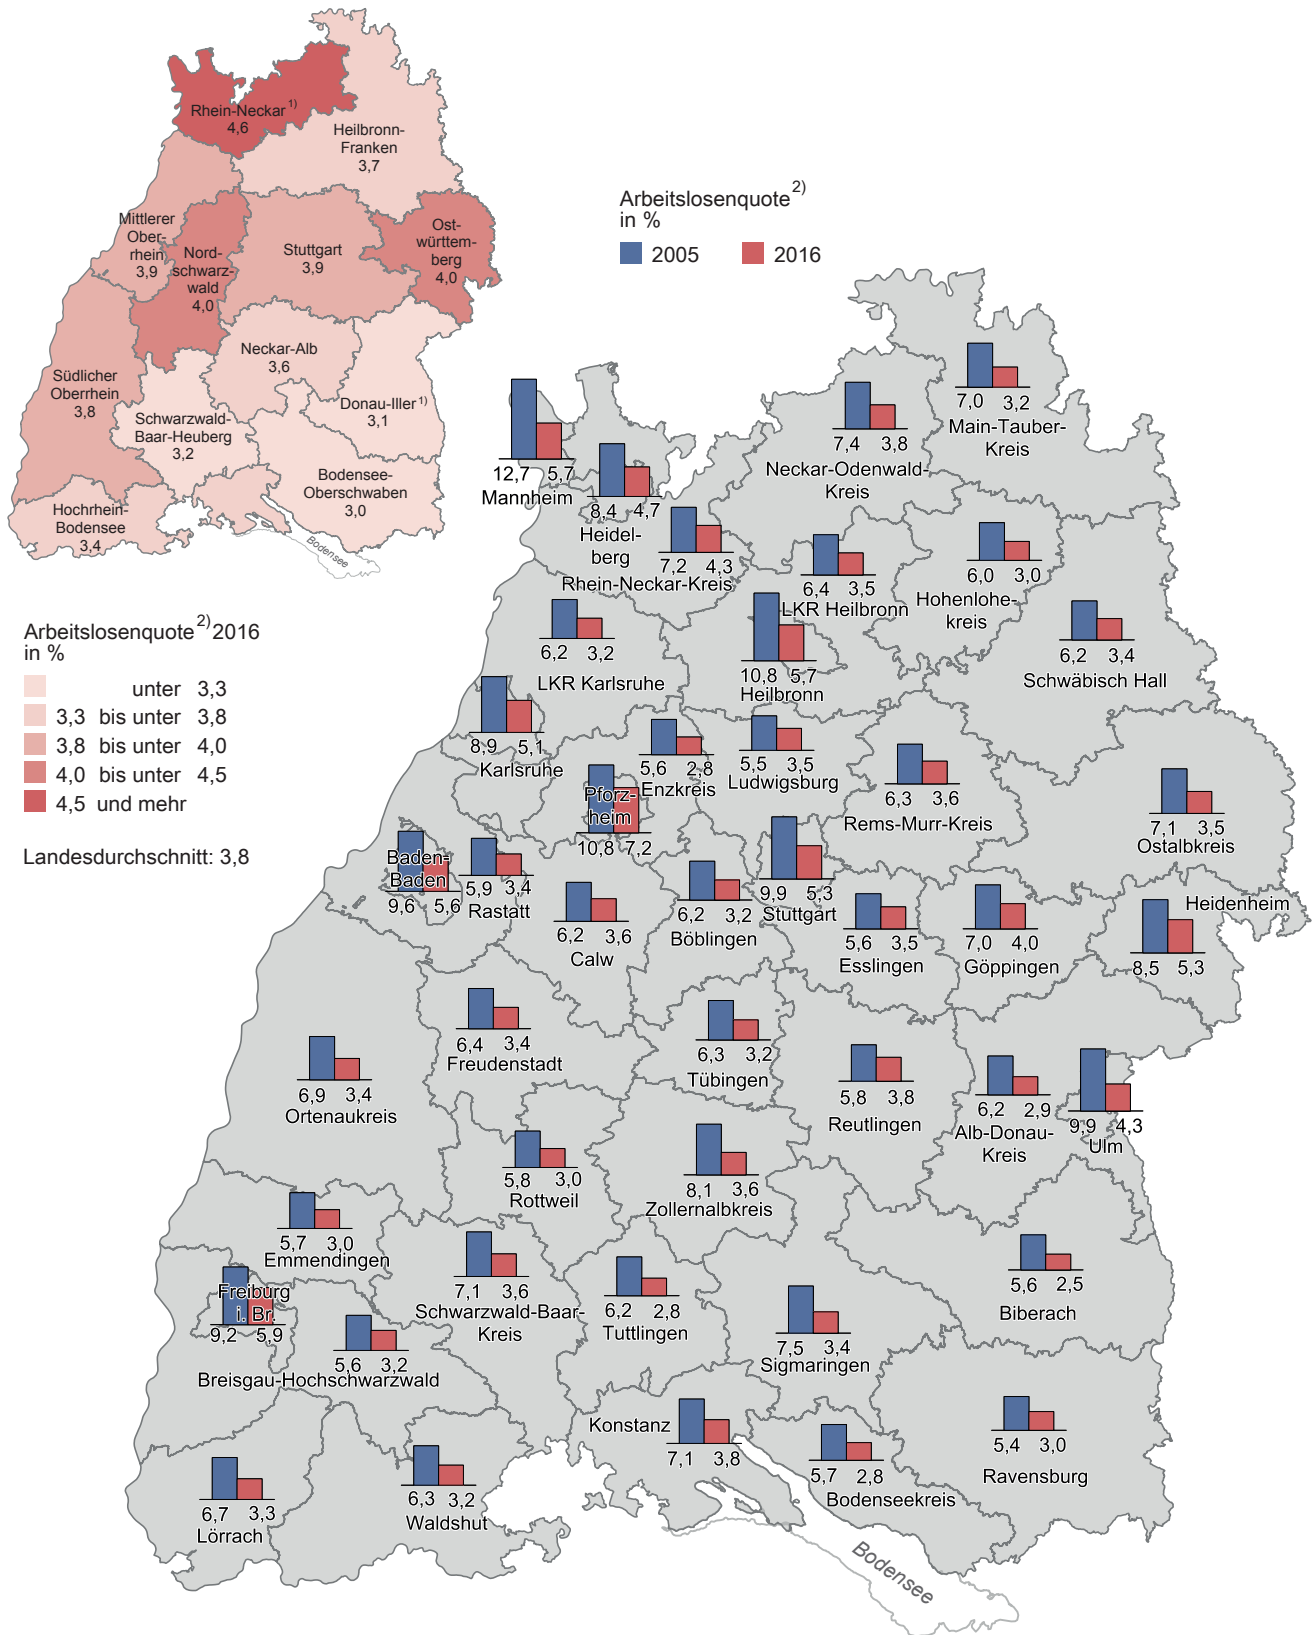 Rhein-Neckar 1)
4,6
Heilbronn-
Franken
3,7
Mittlerer
Ober-
rhein
3,9
Nord-
schwarz-
wald
4,0
Stuttgart
3,9
Ost-
württem-
berg
4,0
Neckar-Alb
3,6
Südlicher
Oberrhein
3,8
Donau-Iller 1)
3,1
Schwarzwald-
Baar-Heuberg
3,2
Bodensee-
Oberschwaben
3,0
Hochrhein-
Bodensee
3,4
Bodensee
Arbeitslosenquote 2) 2016
in %
unter 3,3
3,3 bis unter 3,8
3,8 bis unter 4,0
4,0 bis unter 4,5
4,5 und mehr
Landesdurchschnitt: 3,8
Arbeitslosenquote 2)
in %
2005 2016
7,0 3,2
Main-Tauber-
Kreis
7,4 3,8
Neckar-Odenwald-
Kreis
12,7 5,7
Mannheim
8,4 4,7
Heidel-
berg
7,2 4,3
Rhein-Neckar-Kreis
6,4 3,5
LKR Heilbronn
6,0 3,0
Hohenlohe-
kreis
6,2 3,4
Schwäbisch Hall
6,2 3,2
LKR Karlsruhe
10,8 5,7
Heilbronn
8,9 5,1
Karlsruhe
5,6 2,8
Enzkreis
5,5 3,5
Ludwigsburg
6,3 3,6
Rems-Murr-Kreis
7,1 3,5
Ostalbkreis
Pforz-
heim
10,8 7,2
Baden-
Baden
9,6 5,6
5,9 3,4
Rastatt
6,2 3,6
Calw
6,2 3,2
Böblingen
9,9 5,3
Stuttgart
5,6 3,5
Esslingen
7,0 4,0
Göppingen
Heidenheim
8,5 5,3
6,4 3,4
Freudenstadt
6,3 3,2
Tübingen
6,9 3,4
Ortenaukreis
5,8 3,8
Reutlingen
6,2 2,9
Alb-Donau-
Kreis
9,9 4,3
Ulm
5,8 3,0
Rottweil
8,1 3,6
Zollernalbkreis
5,7 3,0
Emmendingen
7,1 3,6
Schwarzwald-Baar-
Kreis
6,2 2,8
Tuttlingen
5,6 2,5
Biberach
Freiburg
i. Br.
9,2 5,9
5,6 3,2
Breisgau-Hochschwarzwald
7,5 3,4
Sigmaringen
Konstanz
7,1 3,8
5,7 2,8
Bodenseekreis
5,4 3,0
Ravensburg
6,7 3,3
Lörrach
6,3 3,2
Waldshut
Bodensee